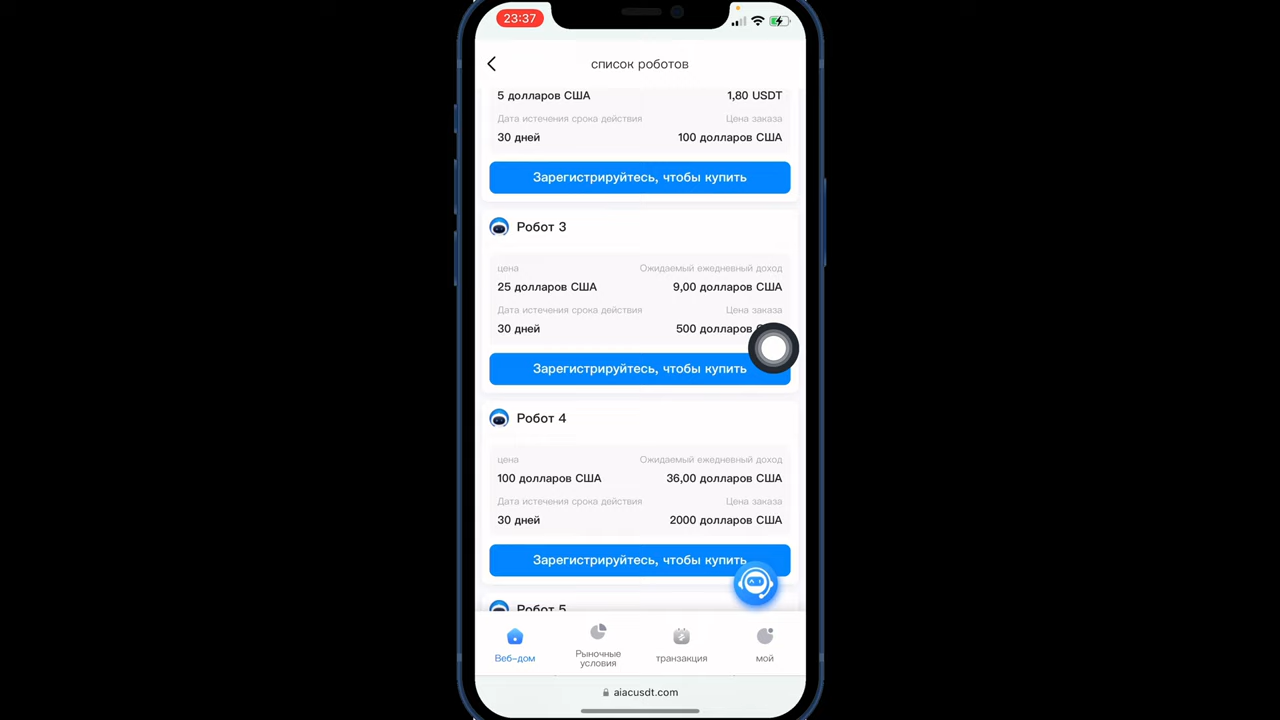 23:37
список роботов
5 долларов США 1,80 USDT
Дата истечения срока действия Цена заказа
30 дней 100 долларов США
Зарегистрируйтесь, чтобы купить
Робот 3
цена Ожидаемый ежедневный доход
25 долларов США 9,00 долларов США
Дата истечения срока действия Цена заказа
30 дней 500 долларов
Зарегистрируйтесь, чтобы купить
Робот 4
цена Ожидаемый ежедневный доход
100 долларов США 36,00 долларов США
Дата истечения срока действия Цена заказа
30 дней 2000 долларов США
Зарегистрируйтесь, чтобы купить
Робот 5
Веб-дом
Рыночные
условия
транзакция
мой
aiacusdt.com